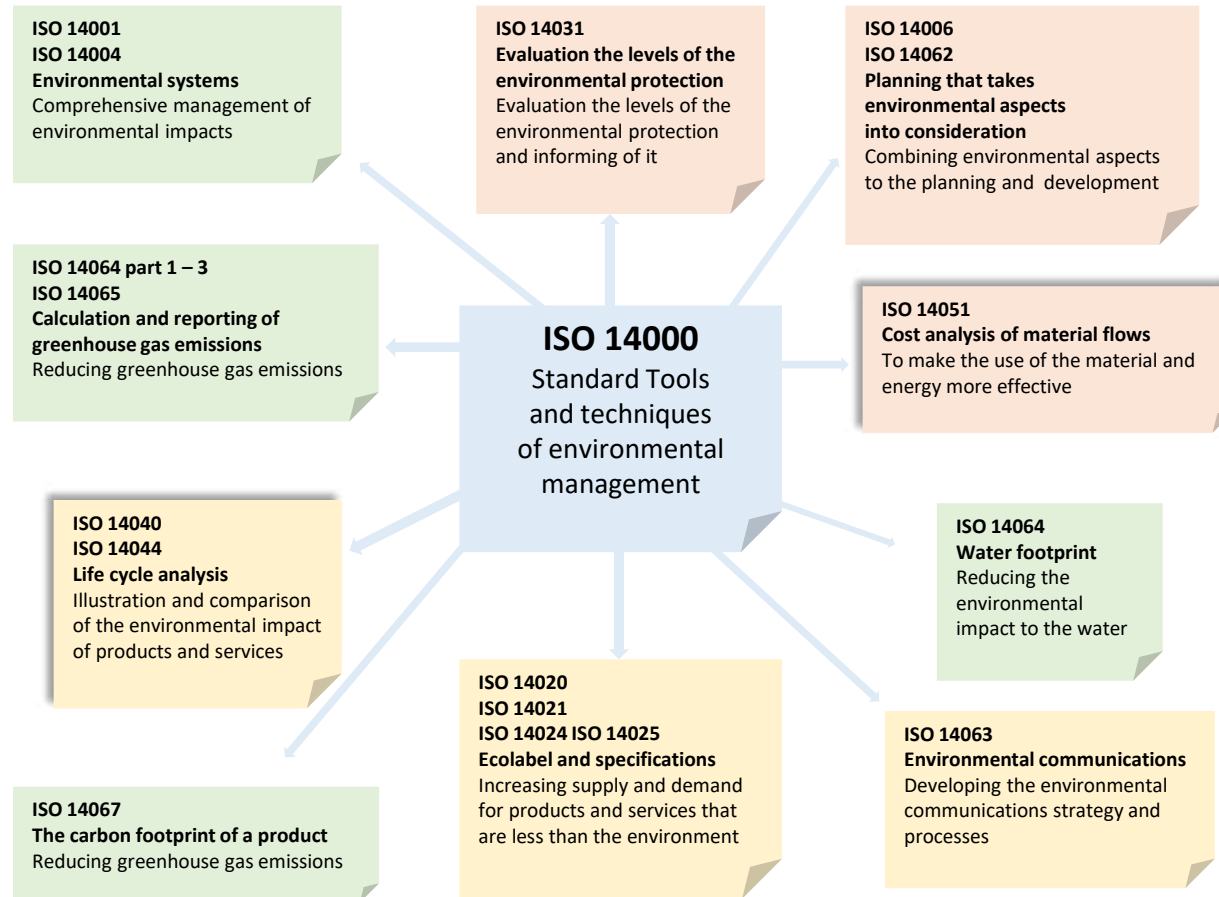 ISO 14001
ISO 14004
Environmental systems
Comprehensive management of
environmental impacts
ISO 14031
Evaluation the levels of the
environmental protection
Evaluation the levels of the
environmental protection
and informing of it
ISO 14006
ISO 14062
Planning that takes
environmental aspects
into consideration
Combining environmental aspects
to the planning and development
ISO 14064 part 1 – 3
ISO 14065
Calculation and reporting of
greenhouse gas emissions
Reducing greenhouse gas emissions
ISO 14000
Standard Tools
and techniques
of environmental
management
ISO 14051
Cost analysis of material flows
To make the use of the material and
energy more effective
ISO 14040
ISO 14044
Life cycle analysis
Illustration and comparison
of the environmental impact
of products and services
ISO 14064
Water footprint
Reducing the
environmental
impact to the water
ISO 14067
The carbon footprint of a product
Reducing greenhouse gas emissions
ISO 14020
ISO 14021
ISO 14024 ISO 14025
Ecolabel and specifications
Increasing supply and demand
for products and services that
are less than the environment
ISO 14063
Environmental communications
Developing the environmental
communications strategy and
processes